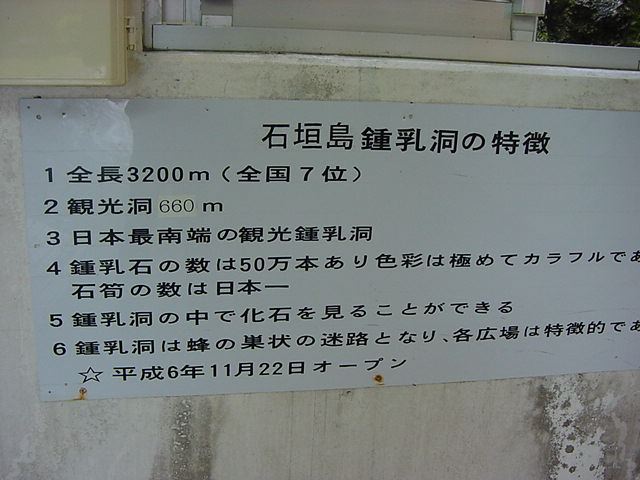 石垣島鍾乳洞の特徴
1 全長3200m（全国７位）
2 観光洞 660 m
3 日本最南端の観光鍾乳洞
4 鍾乳石の数は50万本あり色彩は極めてカラフルであ
石筍の数は日本一
5 鍾乳洞の中で化石を見ることができる
6 鍾乳洞は蜂の巣状の迷路となり、各広場は特徴的であ
☆ 平成6年11月22日オープン